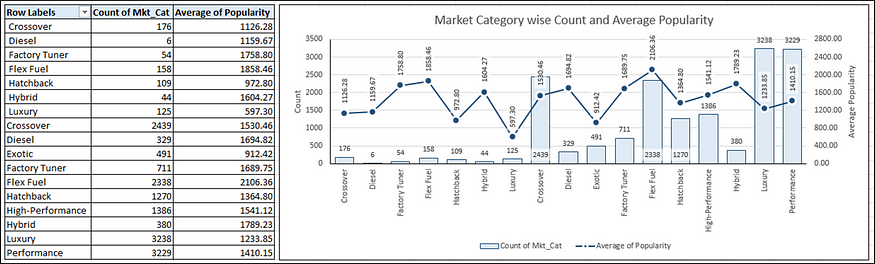 Row Labels Count of Mkt_Cat Average of Popularity
Crossover 176 1126.28
Diesel 6 1159.67
Factory Tuner 54 1758.80
Flex Fuel 158 1858.46
Hatchback 109 972.80
Hybrid 44 1604.27
Luxury 125 597.30
Crossover 2439 1530.46
Diesel 329 1694.82
Exotic 491 912.42
Factory Tuner 711 1689.75
Flex Fuel 2338 2106.36
Hatchback 1270 1364.80
High-Performance 1386 1541.12
Hybrid 380 1789.23
Luxury 3238 1233.85
Performance 3229 1410.15
Market Category wise Count and Average Popularity
Count
3500
3000
2500
2000
1500
1000
500
0
176 6 54 158 109 44 125 2439 329 491 711 2338 1270 1386 380 3238 3229
1126.28 1159.67 1758.80 1858.46 972.80 1604.27 597.30 1530.46 1694.82 912.42 1689.75 2106.36 1364.80 1541.12 1789.23 1233.85 1410.15
2800.00
2400.00
2000.00
1600.00
1200.00
800.00
400.00
0.00
Average Popularity
Crossover Diesel Factory Tuner Flex Fuel Hatchback Hybrid Luxury Crossover Diesel Exotic Factory Tuner Flex Fuel Hatchback High-Performance Hybrid Luxury Performance
Count of Mkt_Cat Average of Popularity